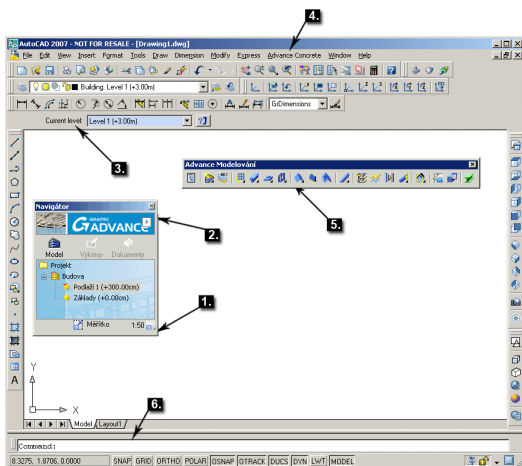 4.
AutoCAD 2007 - NOT FOR RESALE - [Drawing1.dwg]
File Edit View Insert Format Tools Draw Dimension Modify Express Advance Concrete Window Help
Building. Level 1 (+3.00m)
GrDimensions
Current level Level 1 (+3.00m)
3.
Advance Modelování
5.
Navigátor
GRAITEC
ADVANCE
2.
Model Výkresy Dokumenty
Projekt
Budova
Podlaží 1 (+300.00cm)
Základy (+0.00cm)
Měřítko 1:50
1.
Y
X
A
6.
Model Layout1
Command:
8.3275, 1.8706, 0.0000 SNAP GRID ORTHO POLAR OSNAP OTRACK DUCS DYN LWT MODEL